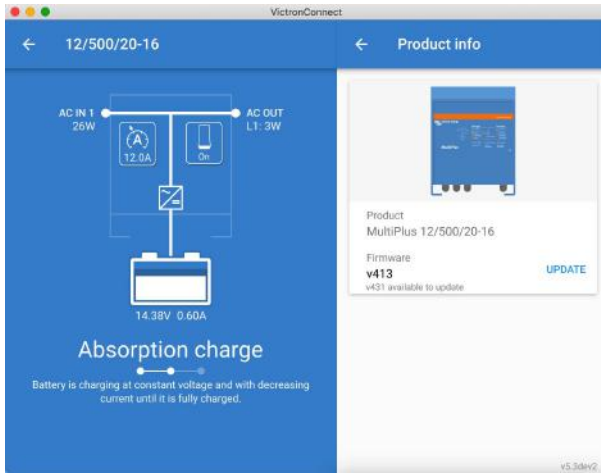 VictronConnect
12/500/20-16
AC IN 1
26W
AC OUT
L1: 3W
(A)
12.0A
On
14.38V 0.60A
Absorption charge
Battery is charging at constant voltage and with decreasing
current until it is fully charged.
Product info
MultiPlus
Product
MultiPlus 12/500/20-16
Firmware
v413
UPDATE
v431 available to update
v5.3dev2